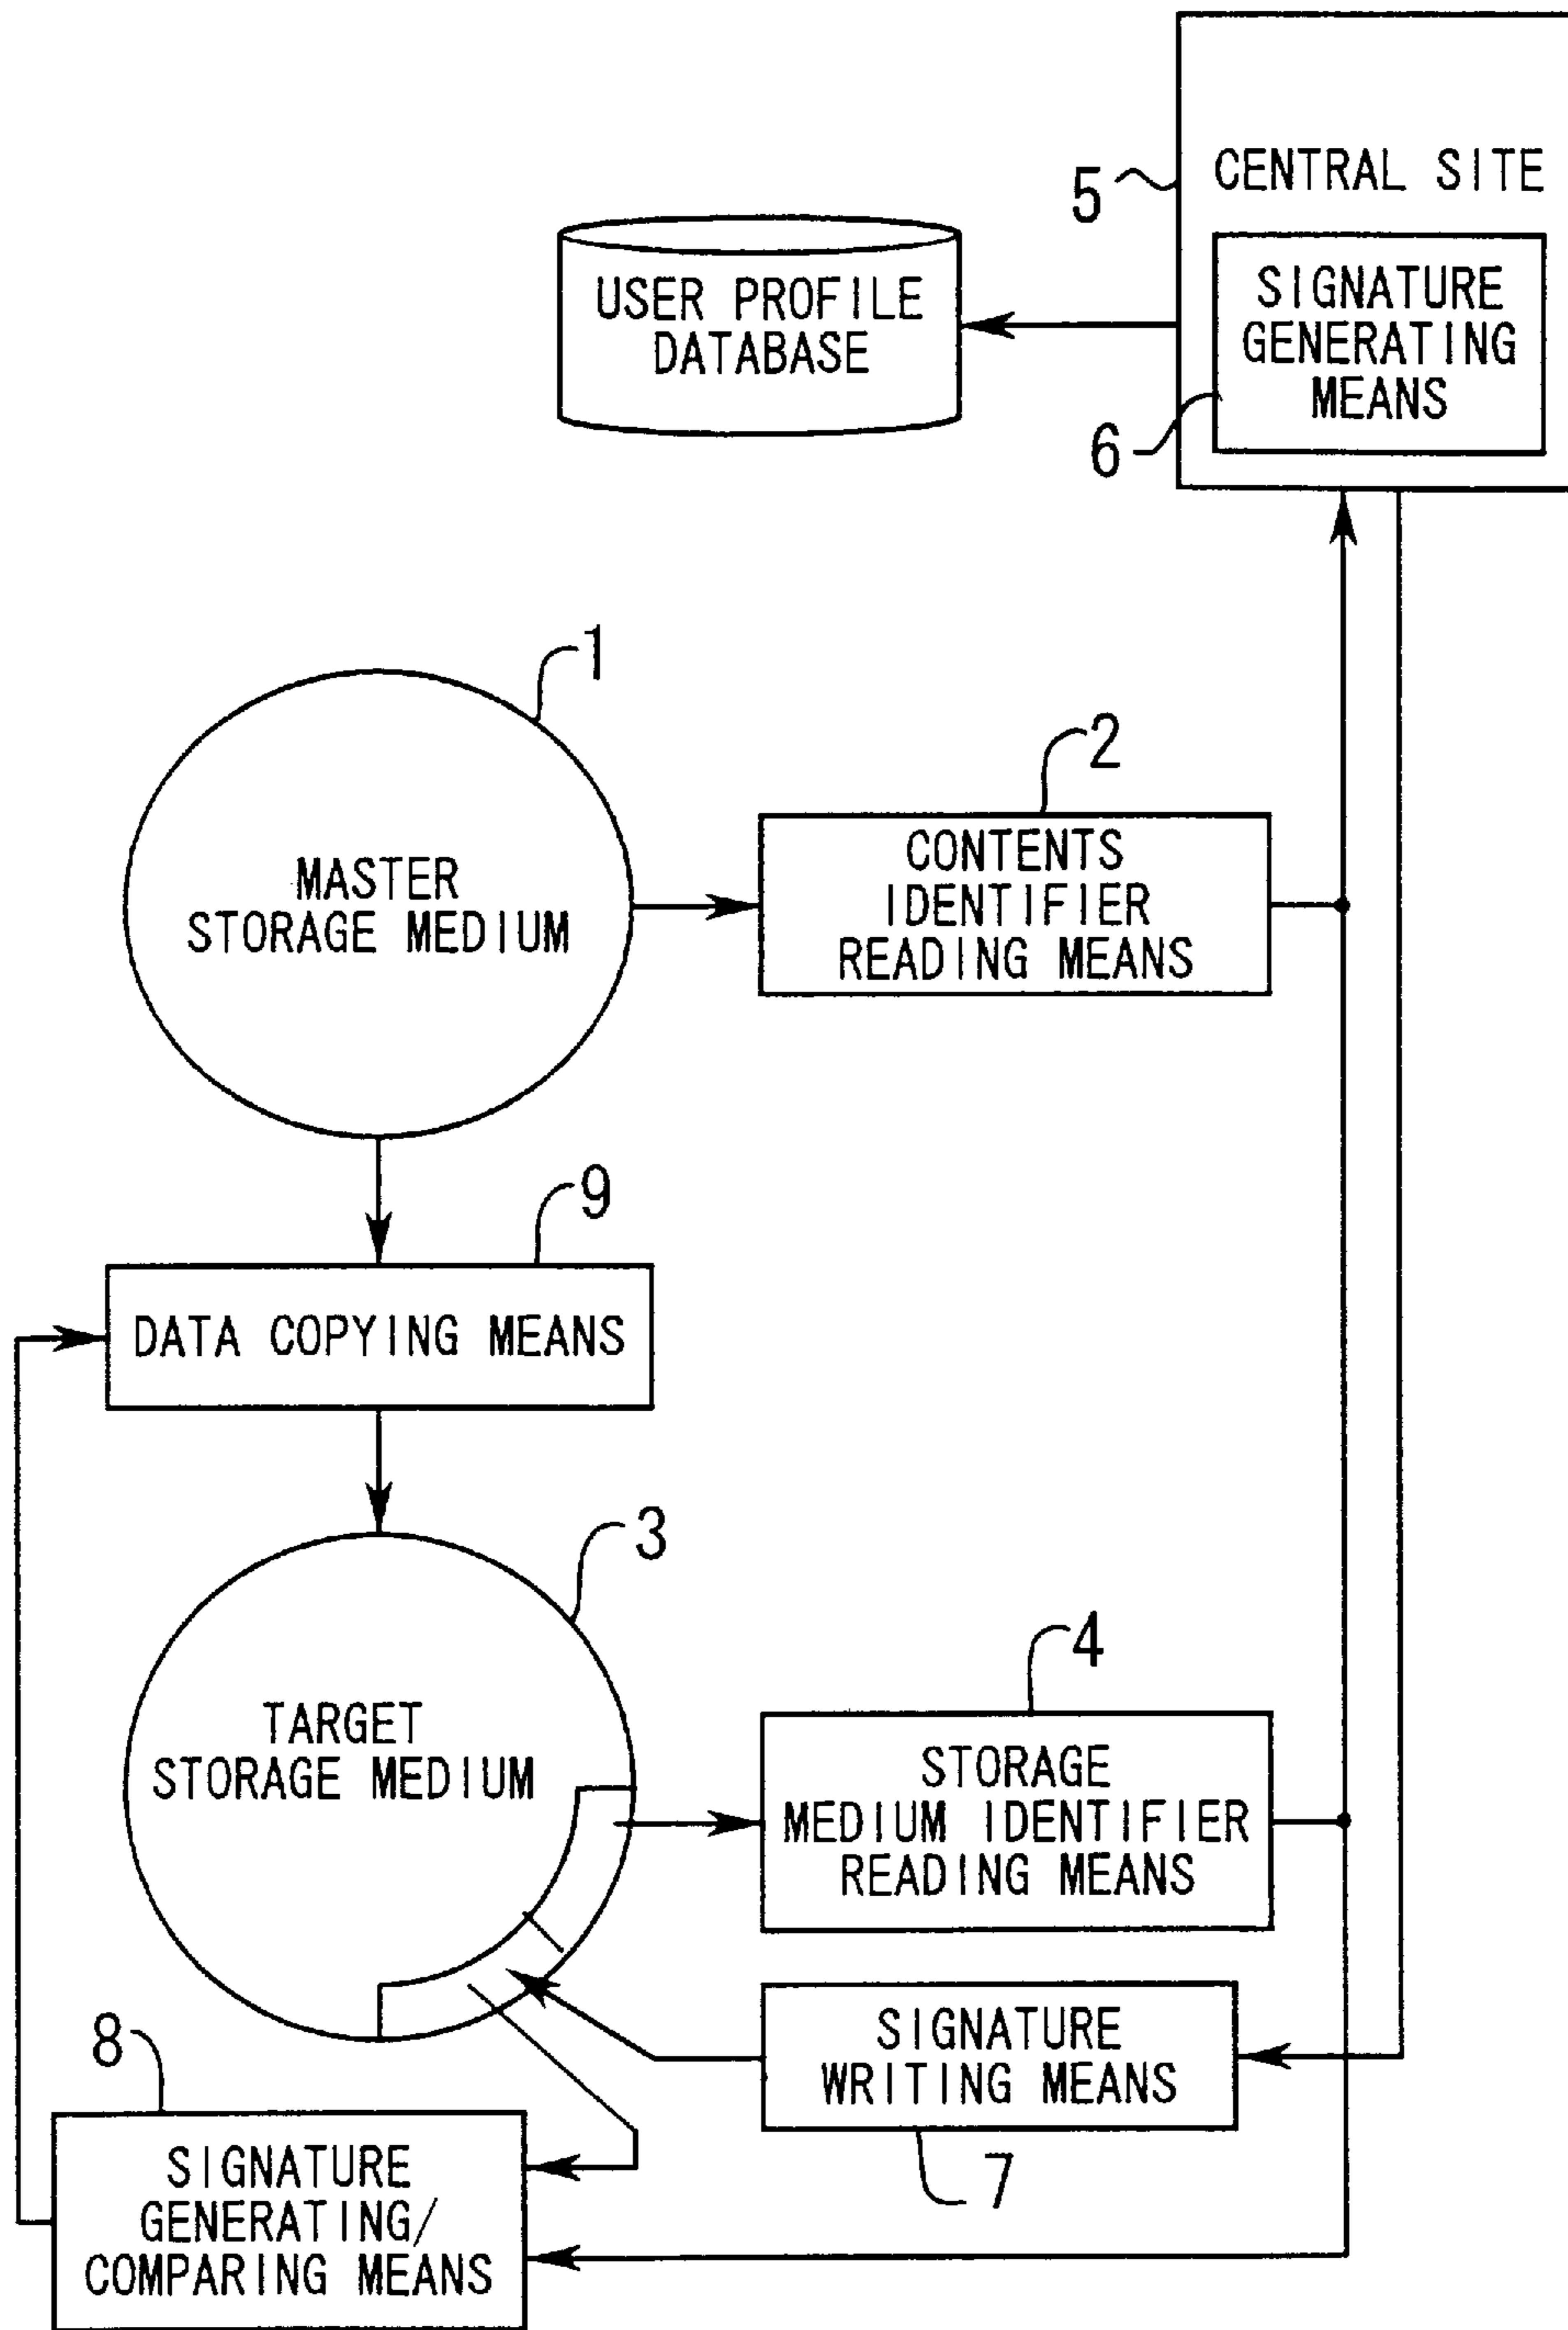 5
CENTRAL SITE
SIGNATURE
GENERATING
MEANS
6
USER PROFILE
DATABASE
1
MASTER
STORAGE MEDIUM
2
CONTENTS
IDENTIFIER
READING MEANS
9
DATA COPYING MEANS
3
TARGET
STORAGE MEDIUM
4
STORAGE
MEDIUM IDENTIFIER
READING MEANS
SIGNATURE
WRITING MEANS
7
8
SIGNATURE
GENERATING/
COMPARING MEANS